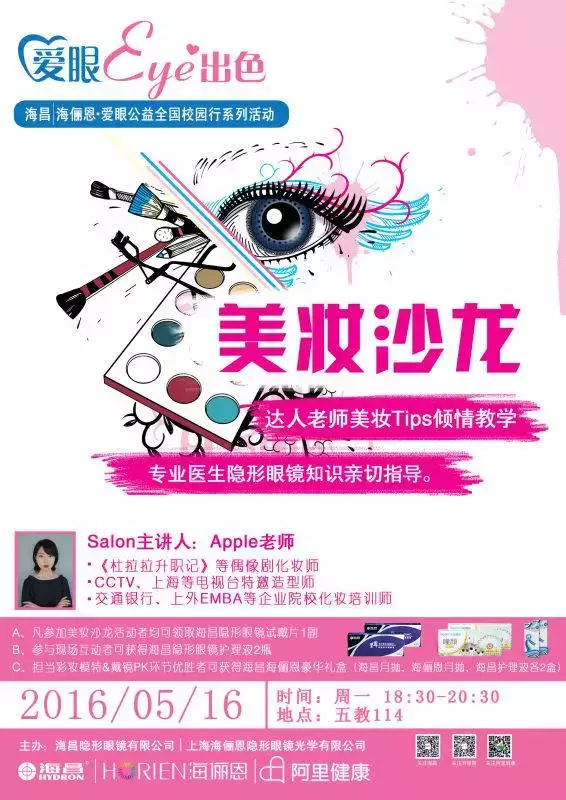 爱眼Eye出色
海昌|海俪恩·爱眼公益全国校园行系列活动
美妆沙龙
达人老师美妆Tips倾情教学
专业医生隐形眼镜知识亲切指导。
Salon主讲人：Apple老师
·《杜拉拉升职记》等偶像剧化妆师
·CCTV、上海等电视台特邀造型师
·交通银行、上外EMBA等企业院校化妆培训师
A、凡参加美妆沙龙活动者均可领取海昌隐形眼镜试戴片1副
B、参与现场互动者可获得海昌隐形眼镜护理液2瓶
C、担当彩妆模特&戴镜PK环节优胜者可获得海昌海俪恩豪华礼盒（海昌月抛、海俪恩月抛、海昌护理液各2盒）
2016/05/16
时间：周一 18:30-20:30
地点：五教114
主办：海昌隐形眼镜有限公司|上海海俪恩隐形眼镜光学有限公司
海昌 HYDRON
HORIEN海俪恩
阿里健康